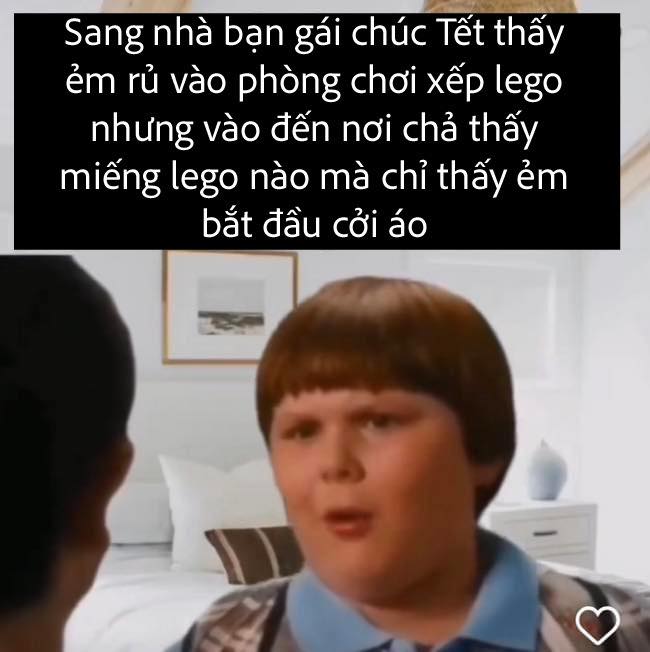 Sang nhà bạn gái chúc Tết thấy
ẻm rủ vào phòng chơi xếp lego
nhưng vào đến nơi chả thấy
miếng lego nào mà chỉ thấy ẻm
bắt đầu cởi áo